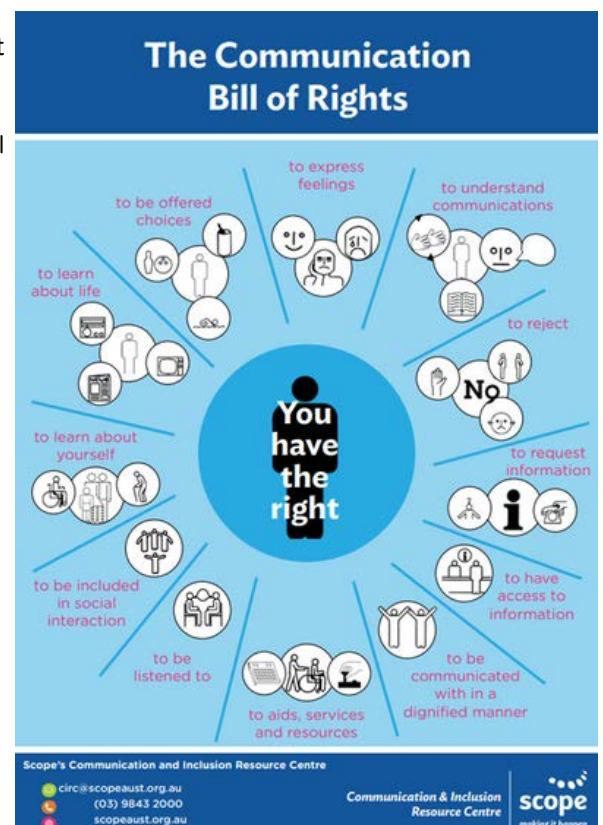 The Communication
Bill of Rights
to express
feelings
to understand
communications
to be offered
choices
to learn
about life
to reject
No
You
have
the
right
to learn about
yourself
to request
information
i
to be included
in social
interaction
to have
access to
information
to be
listened to
to be
communicated
with in a
dignified manner
to aids, services
and resources
Scope's Communication and Inclusion Resource Centre
circ@scopeaust.org.au
(03) 9843 2000
scopeaust.org.au
Communication & Inclusion
Resource Centre
scope
making it happen